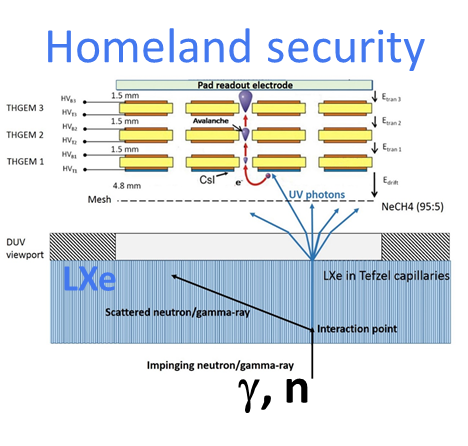 Homeland security
Pad readout electrode
HVB3
1.5 mm
Etran 3
THGEM 3
HVT3
1.5 mm
HVB2
Avalanche
Etran 2
THGEM 2
HVT2
1.5 mm
HVB1
Etran 1
THGEM 1
HVT1
CsI
e-
Edrift
4.8 mm
UV photons
Mesh
NeCH4 (95:5)
DUV
viewport
LXe
LXe in Tefzel capillaries
Scattered neutron/gamma-ray
Interaction point
Impinging neutron/gamma-ray
γ, n